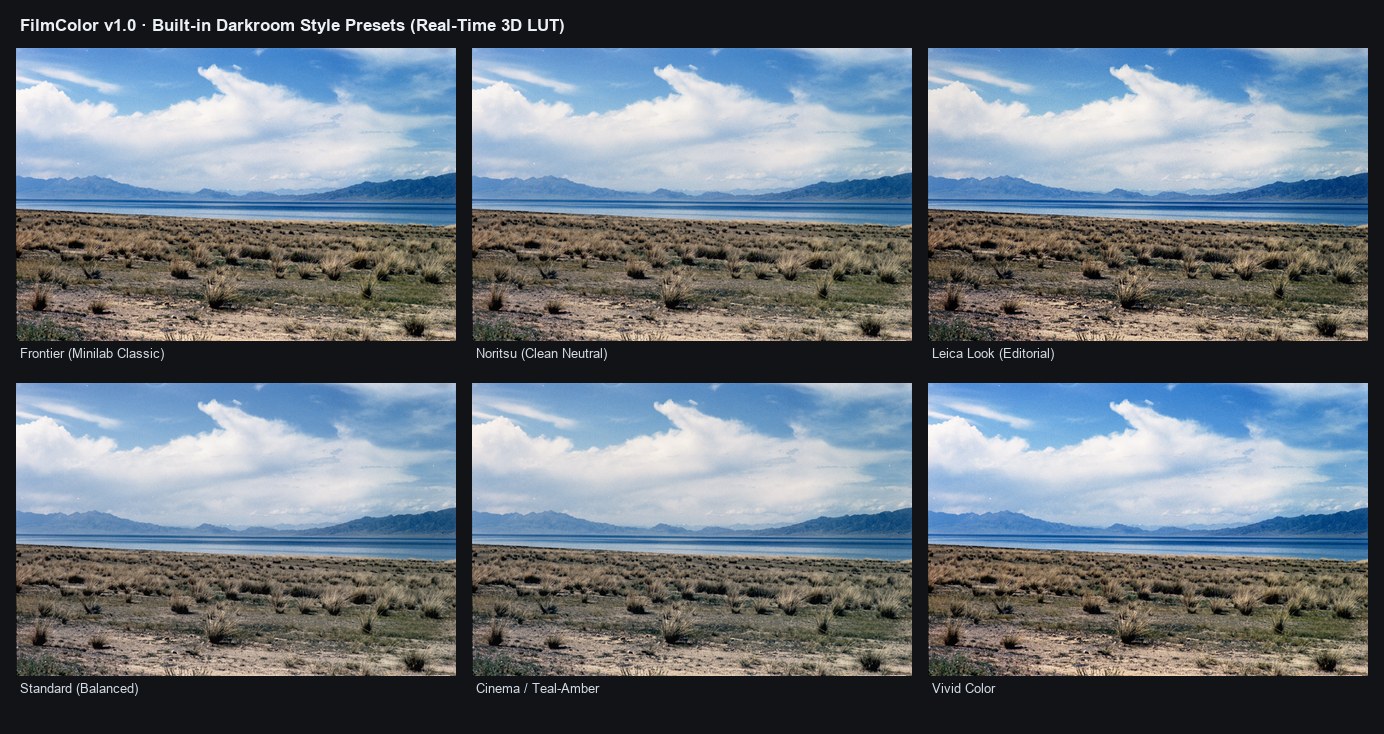 FilmColor v1.0 · Built-in Darkroom Style Presets (Real-Time 3D LUT)
Frontier (Minilab Classic)
Noritsu (Clean Neutral)
Leica Look (Editorial)
Standard (Balanced)
Cinema / Teal-Amber
Vivid Color